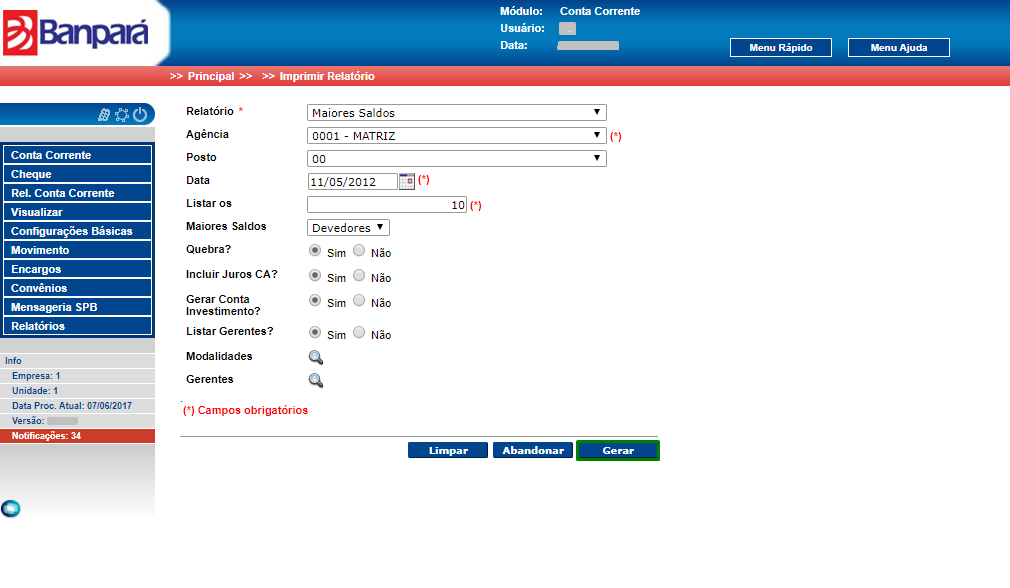 Banpará
Módulo: Conta Corrente
Usuário:
Data:
Menu Rápido
Menu Ajuda
>> Principal >> >> Imprimir Relatório
Conta Corrente
Cheque
Rel. Conta Corrente
Visualizar
Configurações Básicas
Movimento
Encargos
Convênios
Mensageria SPB
Relatórios
Info
Empresa: 1
Unidade: 1
Data Proc. Atual: 07/06/2017
Versão:
Notificações: 34
Relatório * Maiores Saldos
Agência 0001 - MATRIZ (*)
Posto 00
Data 11/05/2012 (*)
Listar os 10 (*)
Maiores Saldos Devedores
Quebra? Sim Não
Incluir Juros CA? Sim Não
Gerar Conta
Investimento? Sim Não
Listar Gerentes? Sim Não
Modalidades
Gerentes
(*) Campos obrigatórios
Limpar Abandonar Gerar